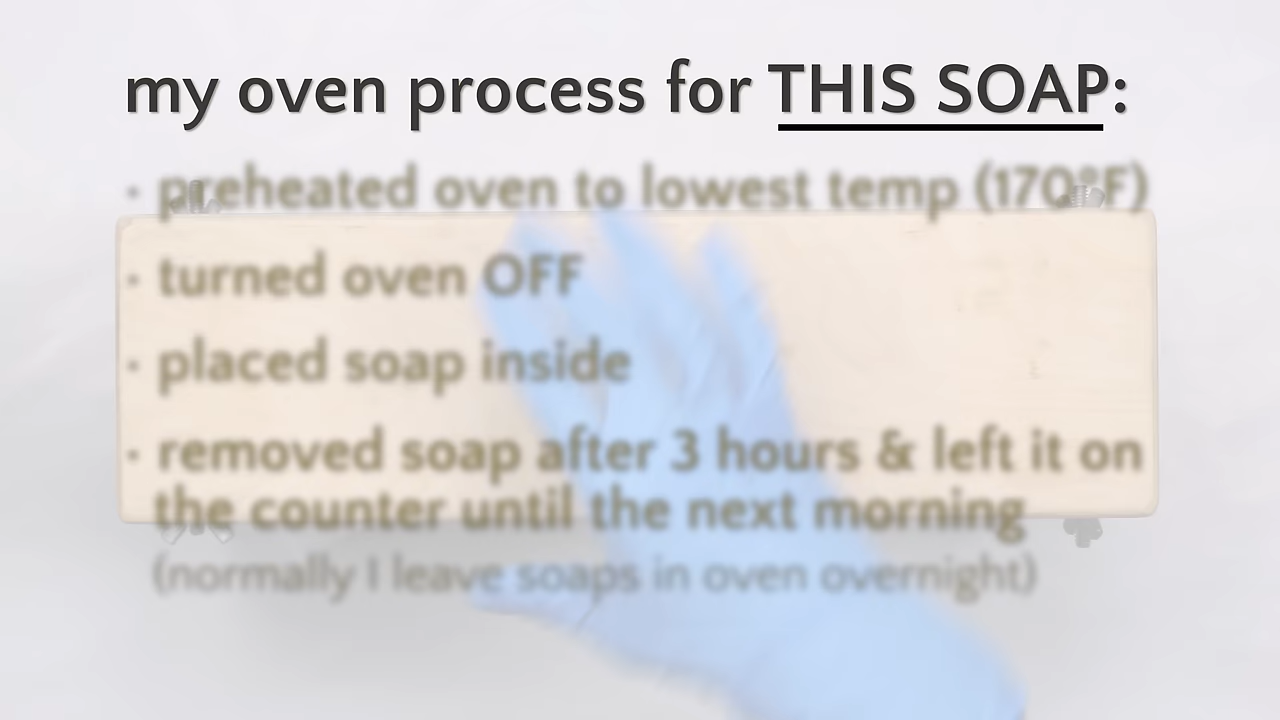 my oven process for THIS SOAP:
· preheated oven to lowest temp (170°F)
· turned oven OFF
· placed soap inside
· removed soap after 3 hours & left it on
the counter until the next morning
(normally I leave soaps in oven overnight)